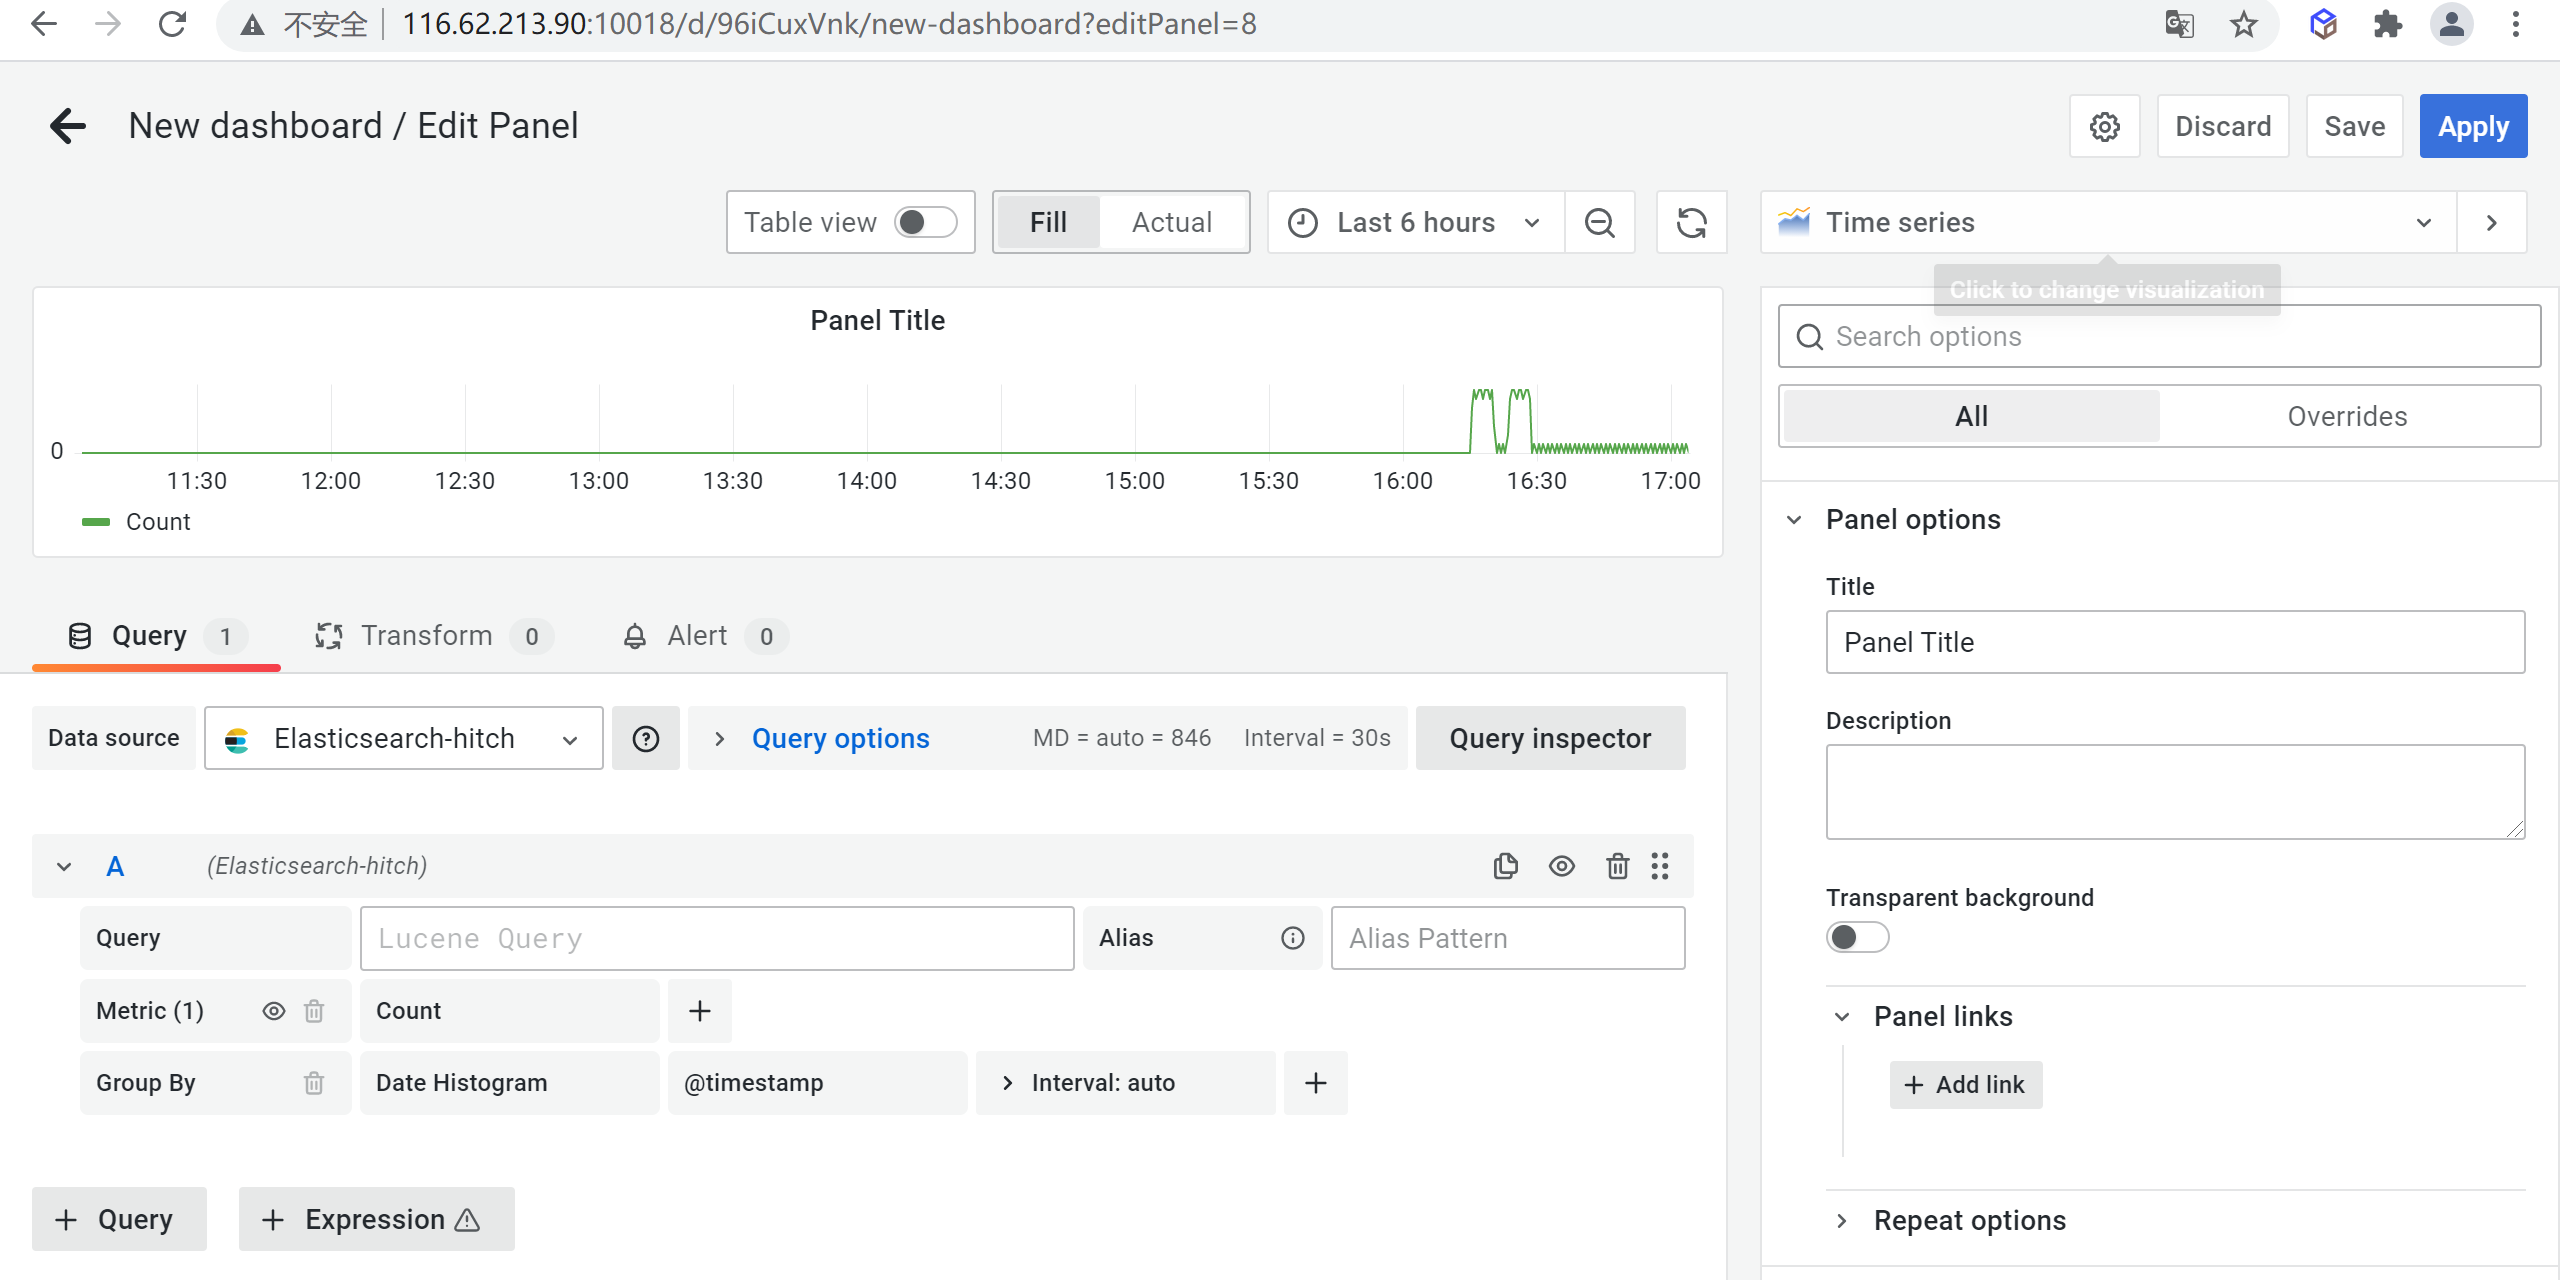 不安全 116.62.213.90:10018/d/96iCuxVnk/new-dashboard?editPanel=8
New dashboard / Edit Panel
Discard
Save
Apply
Table view
Fill
Actual
Last 6 hours
Time series
Click to change visualization
Panel Title
0
11:30 12:00 12:30 13:00 13:30 14:00 14:30 15:00 15:30 16:00 16:30 17:00
Count
Search options
All
Overrides
Panel options
Title
Panel Title
Description
Transparent background
Panel links
+ Add link
Repeat options
Query 1
Transform 0
Alert 0
Data source
Elasticsearch-hitch
Query options
MD = auto = 846
Interval = 30s
Query inspector
A
(Elasticsearch-hitch)
Query
Lucene Query
Alias
Alias Pattern
Metric (1)
Count
+
Group By
Date Histogram
@timestamp
Interval: auto
+
+ Query
+ Expression